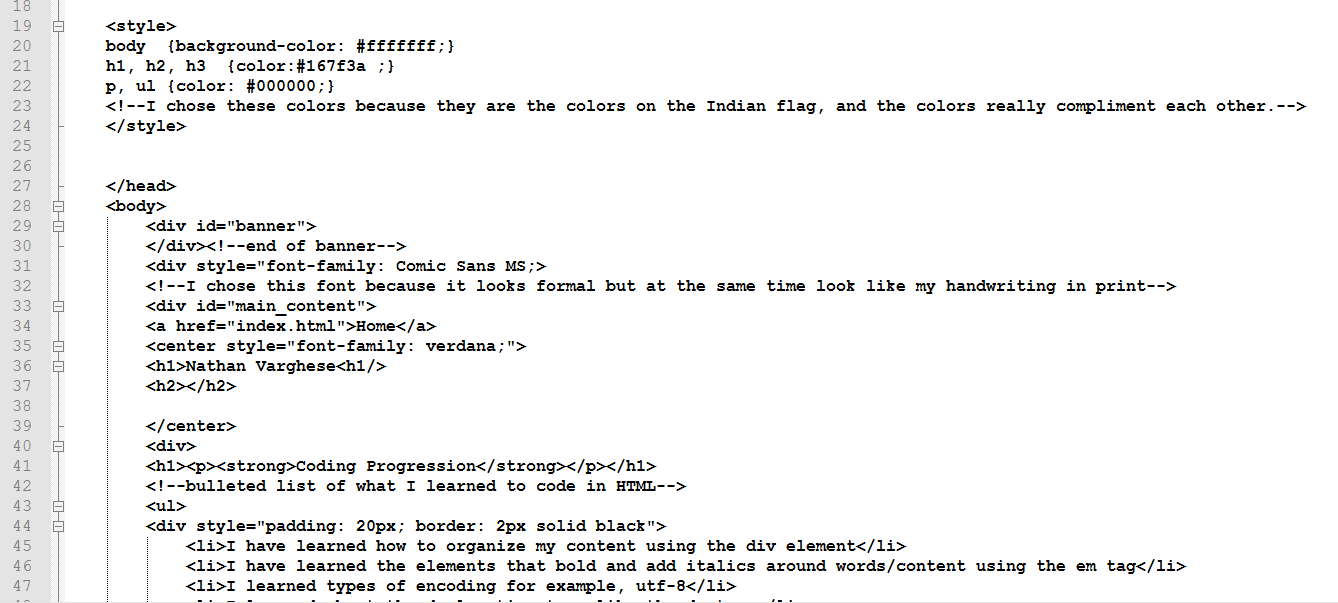 18
19 <style>
20 body  {background-color: #fffffff;}
21 h1, h2, h3  {color:#167f3a ;}
22 p, ul {color: #000000;}
23 <!--I chose these colors because they are the colors on the Indian flag, and the colors really compliment each other.-->
24 </style>
25
26
27 </head>
28 <body>
29 <div id="banner">
30 </div><!--end of banner-->
31 <div style="font-family: Comic Sans MS;>
32 <!--I chose this font because it looks formal but at the same time look like my handwriting in print-->
33 <div id="main_content">
34 <a href="index.html">Home</a>
35 <center style="font-family: verdana;">
36 <h1>Nathan Varghese<h1/>
37 <h2></h2>
38
39 </center>
40 <div>
41 <h1><p><strong>Coding Progression</strong></p></h1>
42 <!--bulleted list of what I learned to code in HTML-->
43 <ul>
44 <div style="padding: 20px; border: 2px solid black">
45 <li>I have learned how to organize my content using the div element</li>
46 <li>I have learned the elements that bold and add italics around words/content using the em tag</li>
47 <li>I learned types of encoding for example, utf-8</li>